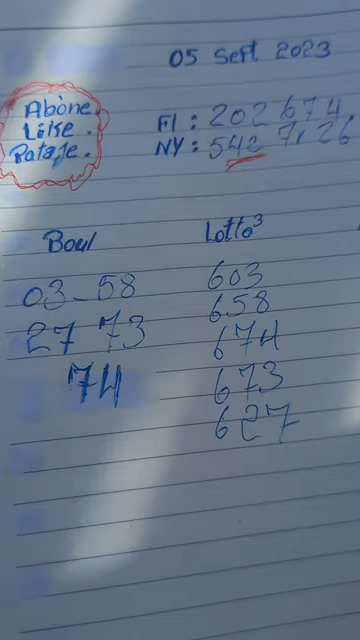 05 Sept 2023
Abòne
Like.
Pataje.
Fl: 202 674
NY: 542 7126
Boul
Lotto³
03-58
27 73
74
603
658
674
673
627